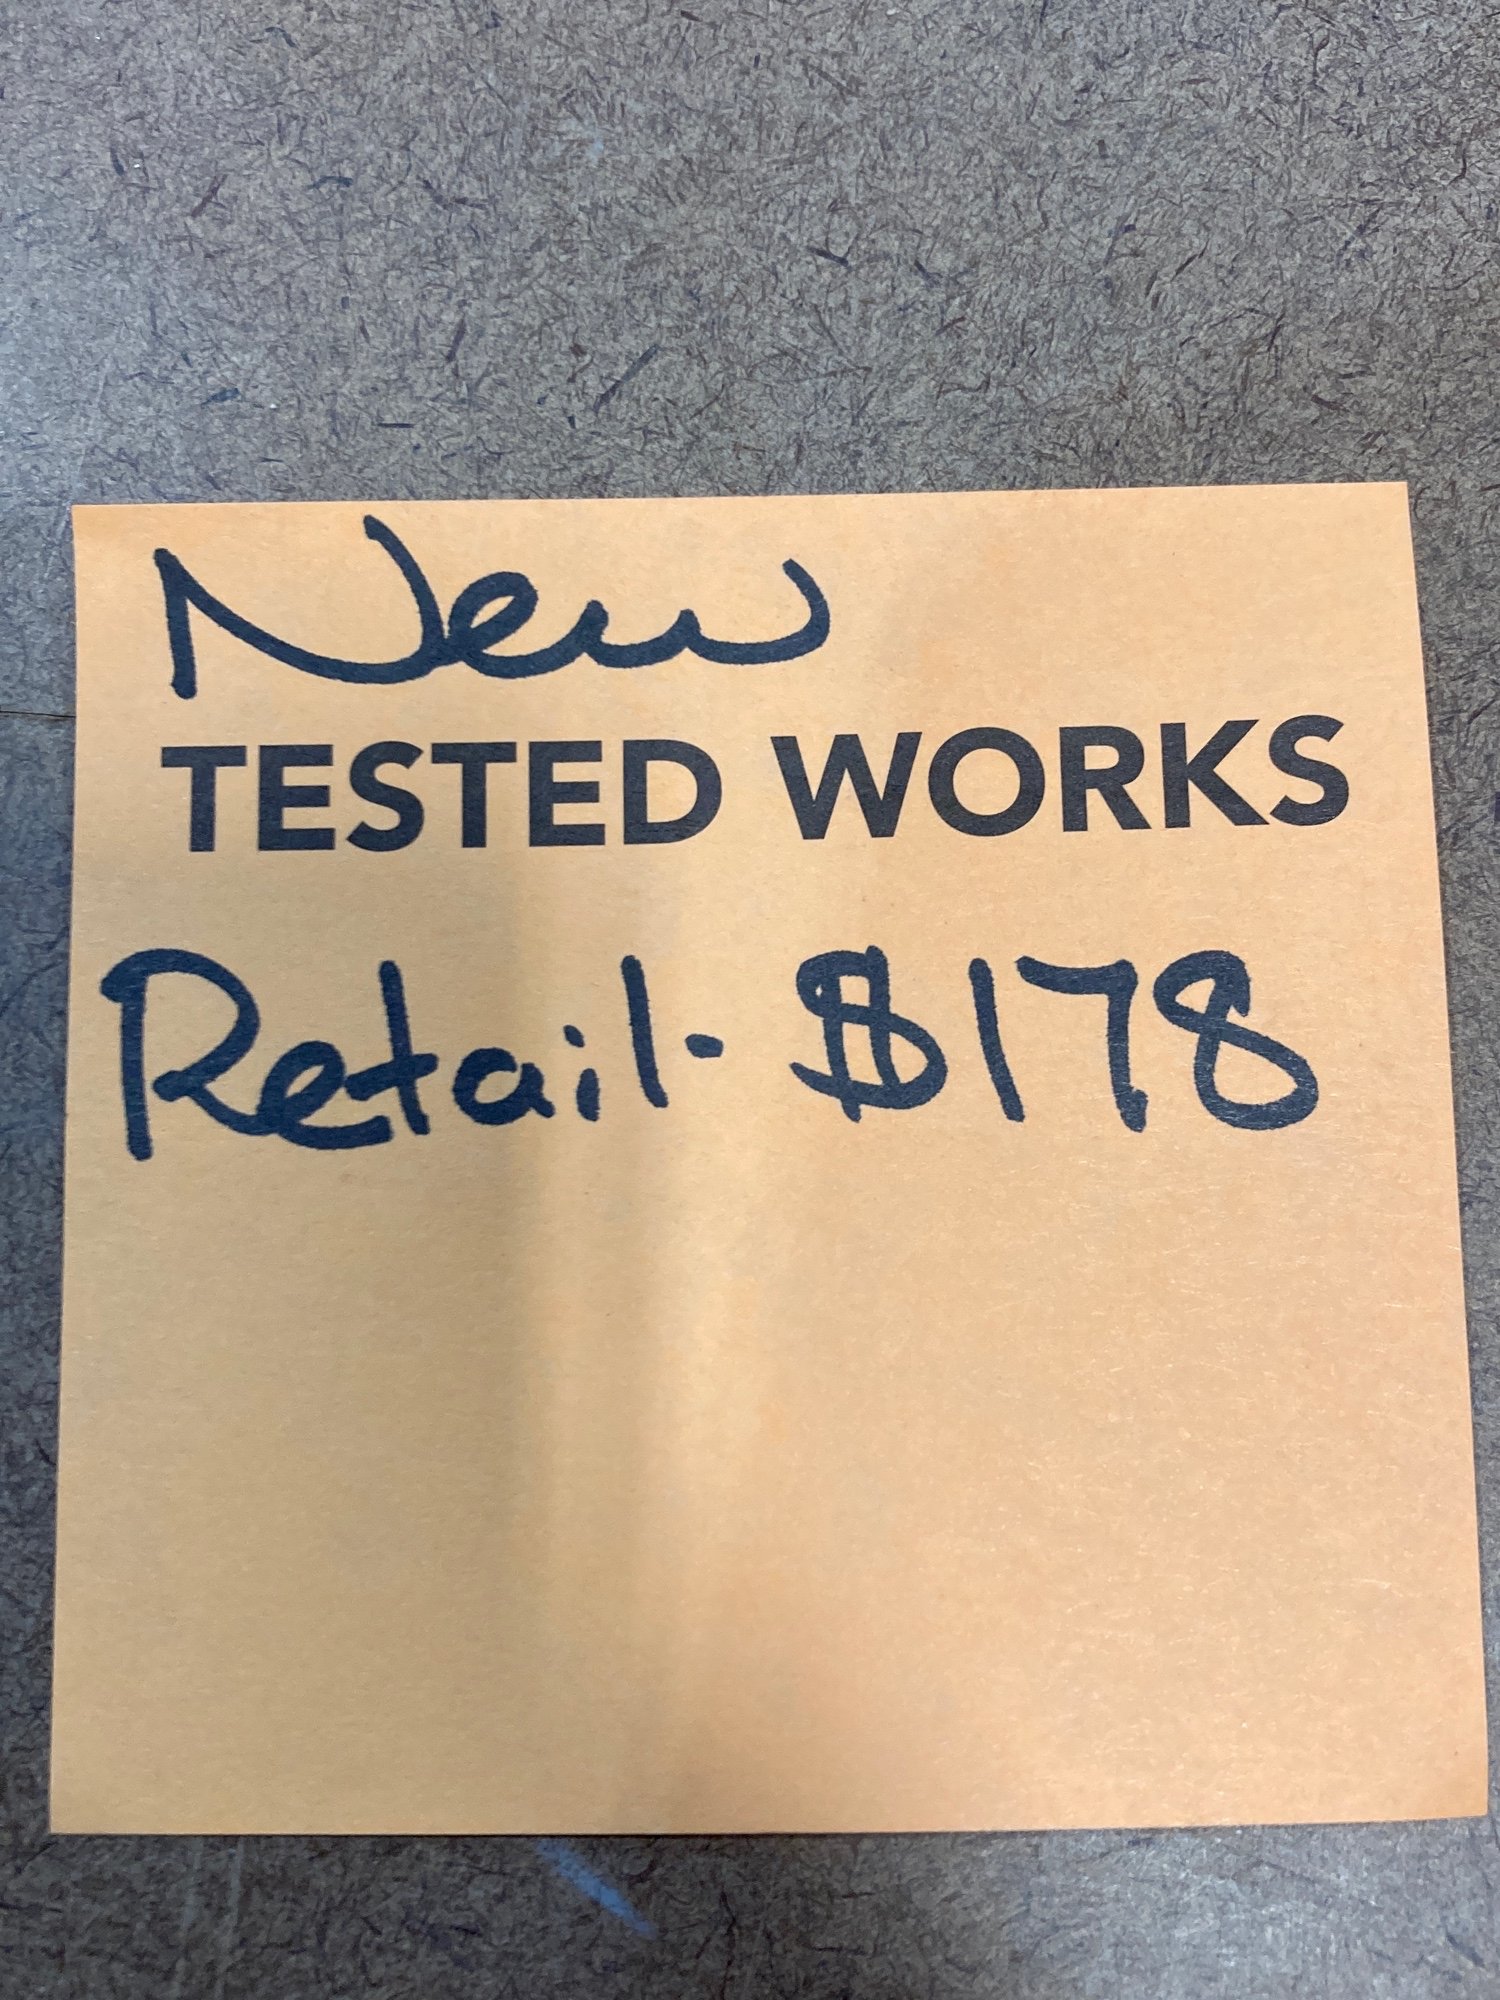 New
TESTED WORKS
Retail- $178